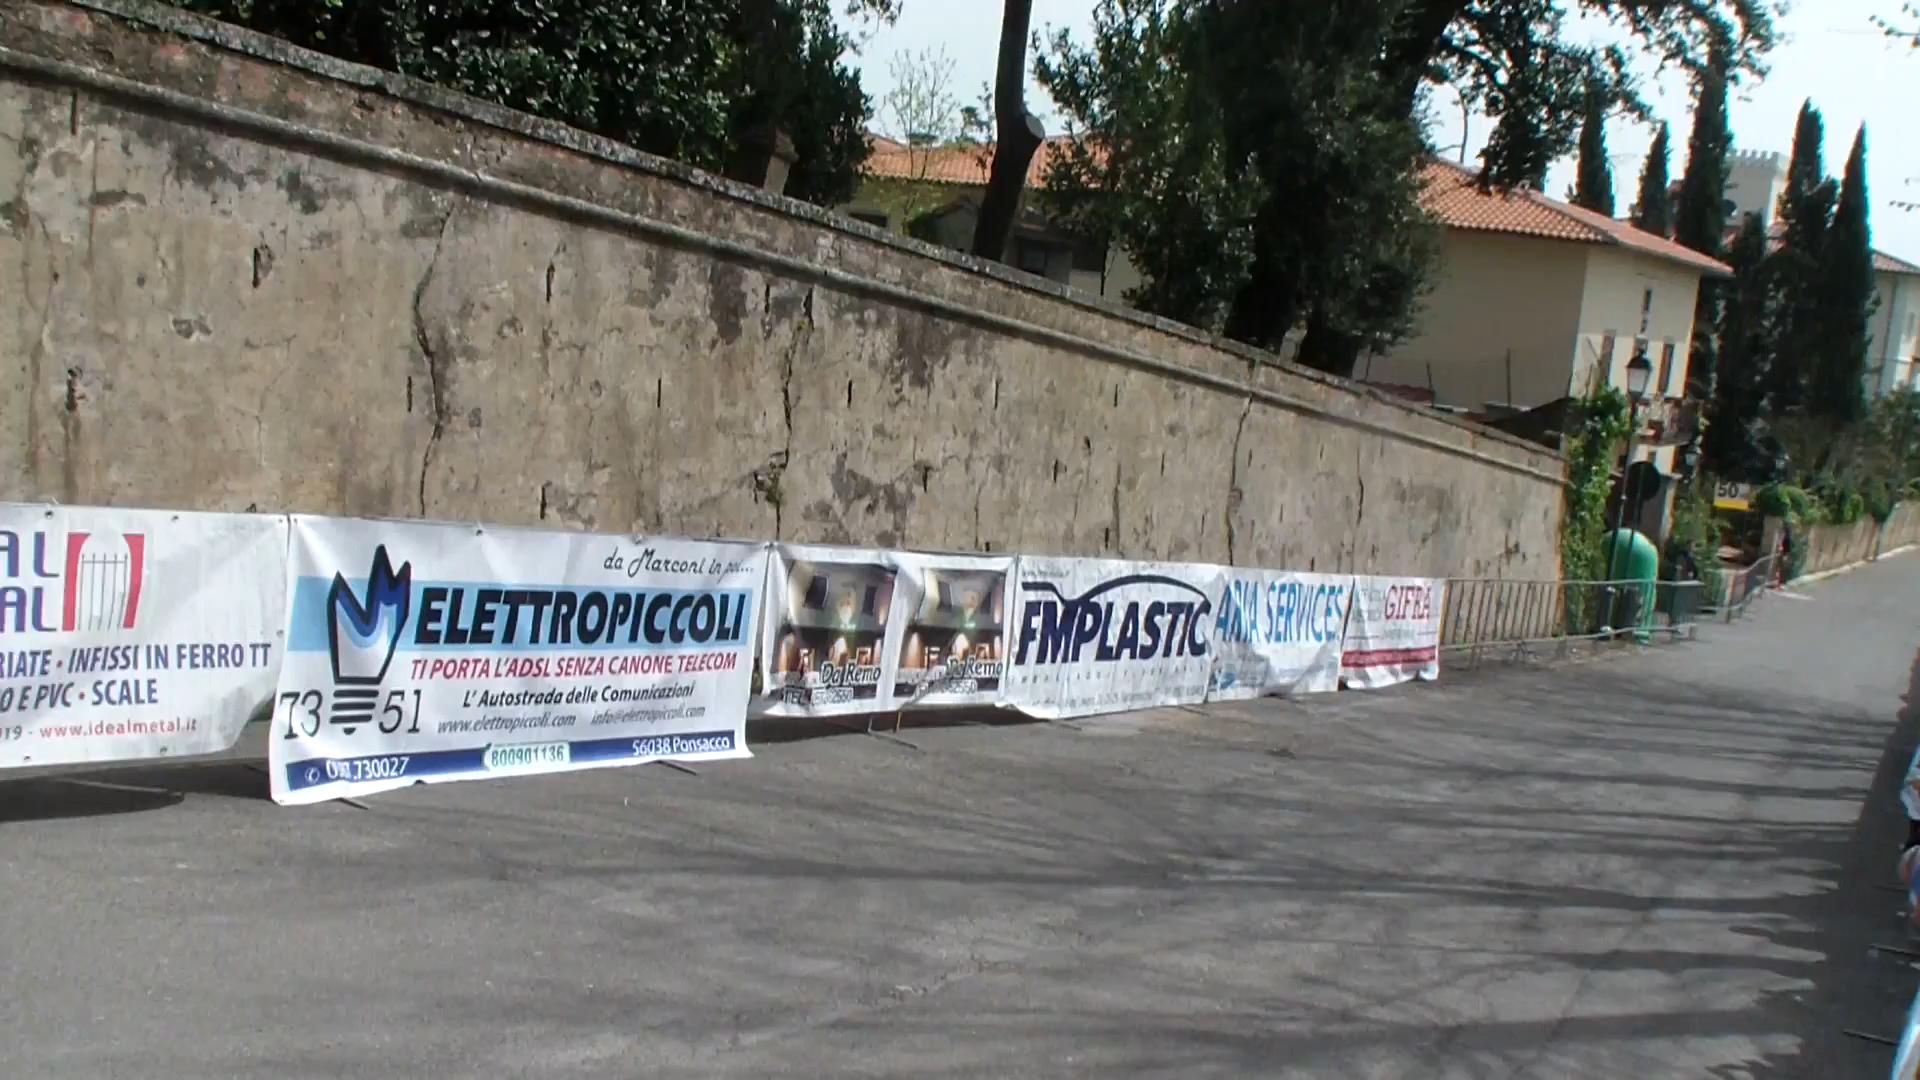 AL
AL
RIATE • INFISSI IN FERRO TT
O E PVC • SCALE
019 - www.idealmetal.it
da Marconi in poi...
ELETTROPICCOLI
TI PORTA L'ADSL SENZA CANONE TELECOM
L'Autostrada delle Comunicazioni
73 51
www.elettropiccoli.com info@elettropiccoli.com
730027
800901136
56038 Ponsacco
Da Remo
Da Remo
FMPLASTIC
ARIA SERVICES
GIFRA
50